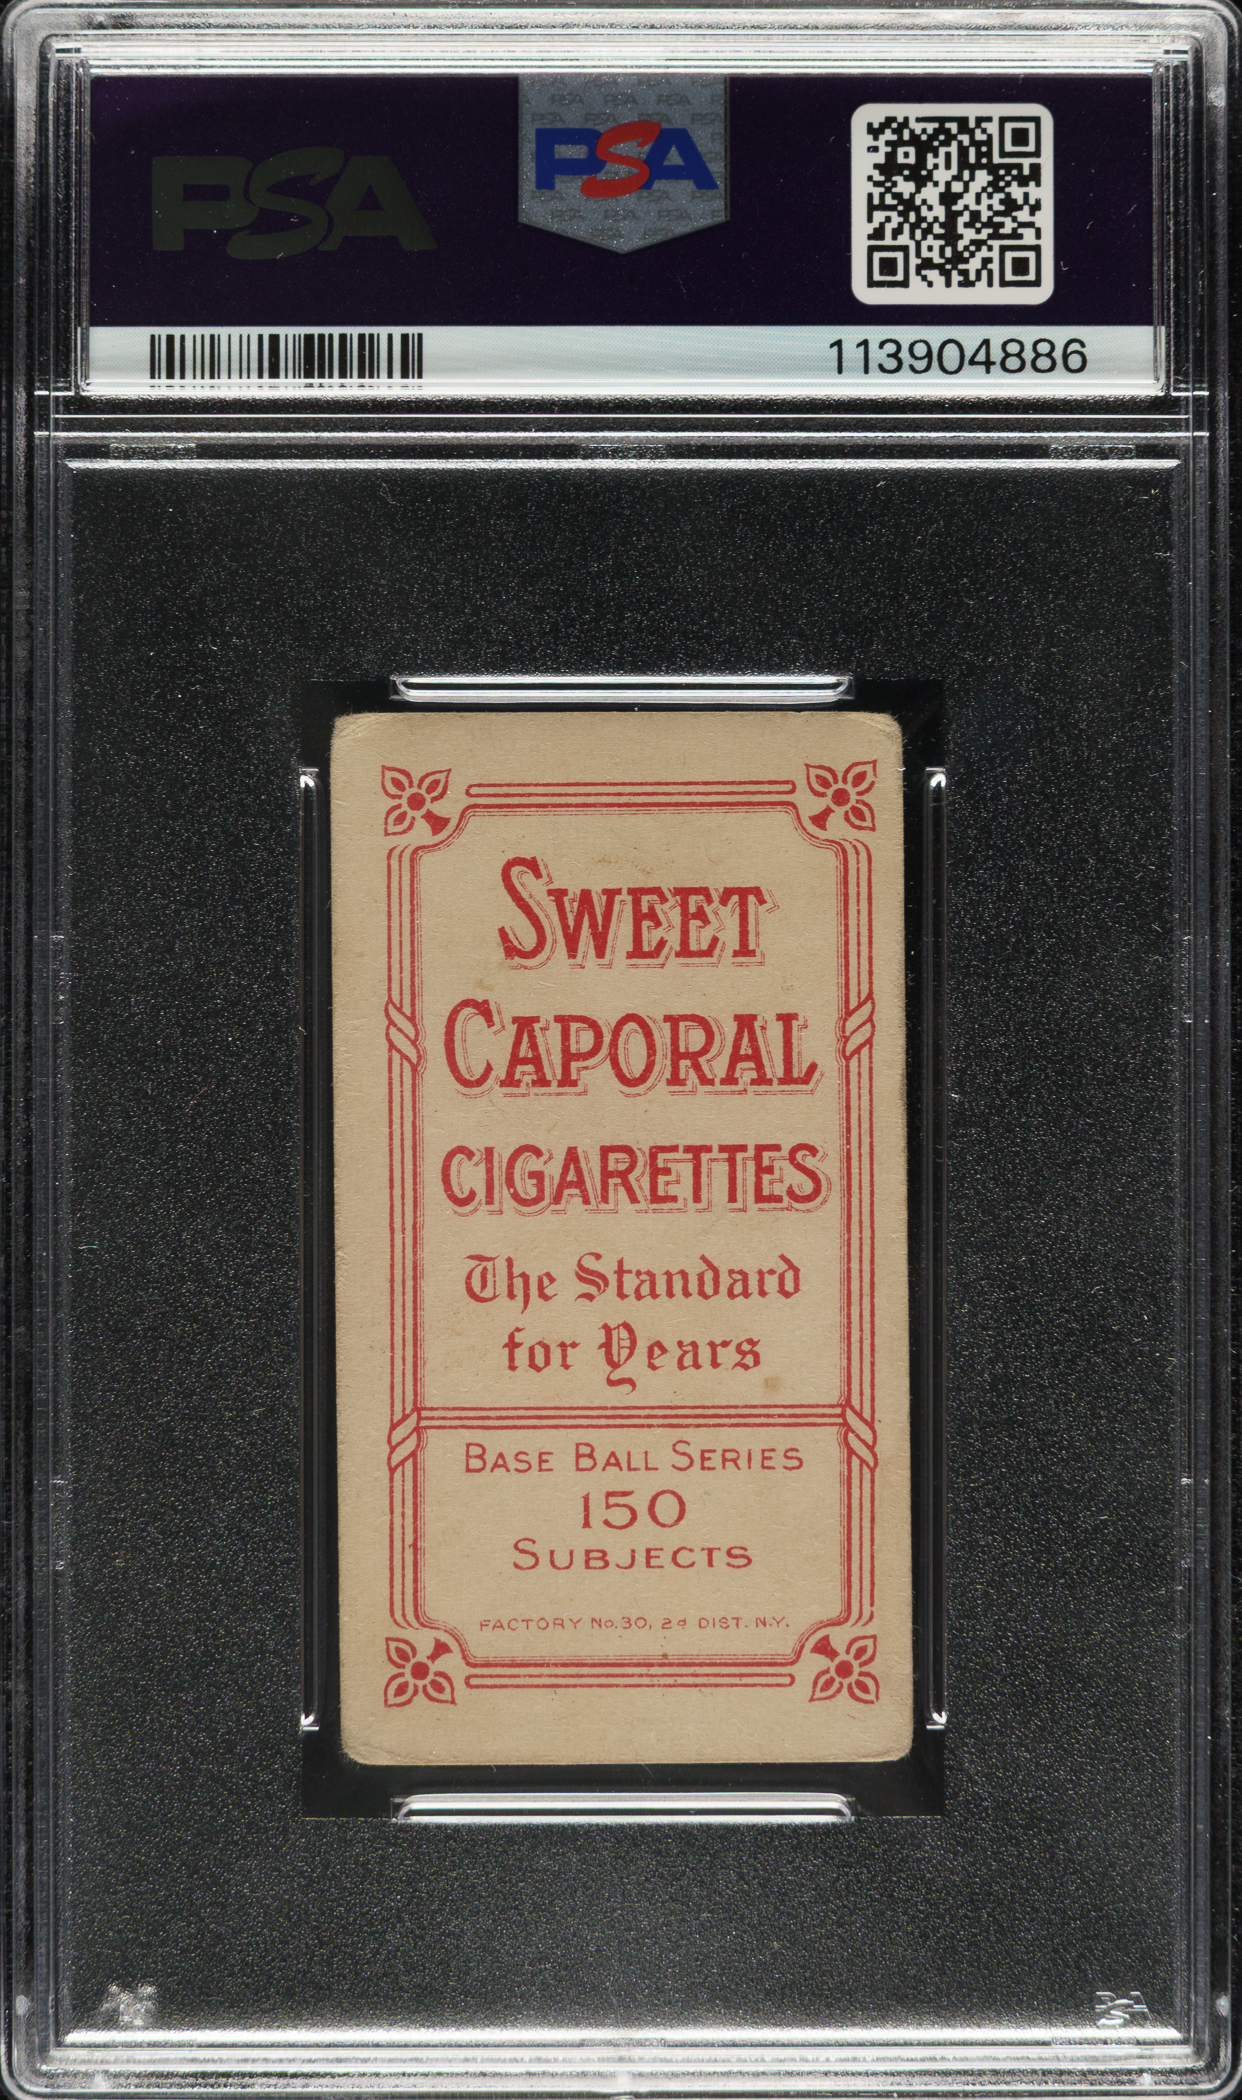 PSA
PSA
113904886
SWEET
CAPORAL
CIGARETTES
The Standard
for Years
BASE BALL SERIES
150
SUBJECTS
FACTORY No. 30, 2d DIST. N.Y.
PSA